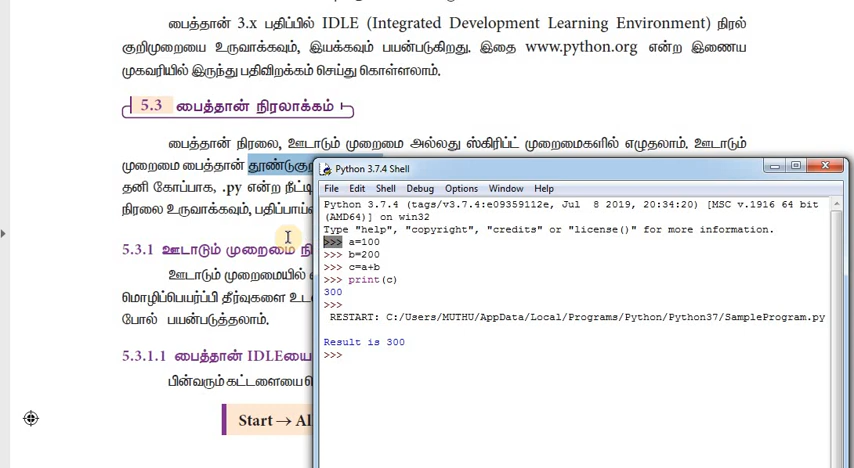 பைத்தான் 3.x பதிப்பில் IDLE (Integrated Development Learning Environment) நிரல்
குறிமுறையை உருவாக்கவும், இயக்கவும் பயன்படுகிறது. இதை www.python.org என்ற இணைய
முகவரியில் இருந்து பதிவிறக்கம் செய்து கொள்ளலாம்.
5.3 பைத்தான் நிரலாக்கம்
பைத்தான் நிரலை, ஊடாடும் முறைமை அல்லது ஸ்கிரிப்ட் முறைமைகளில் எழுதலாம். ஊடாடும்
முறைமை பைத்தான்
தனி கோப்பாக, .py என்ற
நிரலை உருவாக்கவும்,
5.3.1 ஊடாடும் முறைமை
ஊடாடும் முறைமையில்
மொழிப்பெயர்ப்பி தீர்வுகளை
போல் பயன்படுத்தலாம்.
5.3.1.1 பைத்தான் IDLEயை
பின்வரும் கட்டளையை
Start →
Python 3.7.4 Shell
File Edit Shell Debug Options Window Help
Python 3.7.4 (tags/v3.7.4:e09359112e, Jul 8 2019, 20:34:20) [MSC v.1916 64 bit
(AMD64)] on win32
Type "help", "copyright", "credits" or "license()" for more information.
>>> a=100
>>> b=200
>>> c=a+b
>>> print(c)
300
>>>
RESTART: C:/Users/MUTHU/AppData/Local/Programs/Python/Python37/SampleProgram.py
Result is 300
>>>